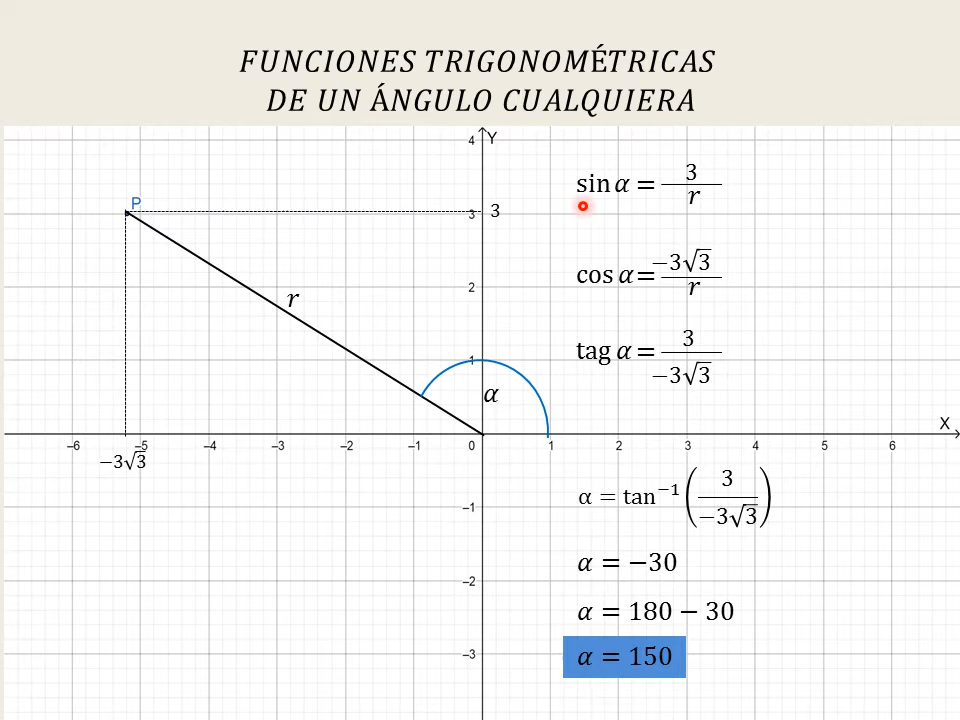 FUNCIONES TRIGONOMÉTRICAS
DE UN ÁNGULO CUALQUIERA
4 Y
P
3 3
sin α = 3 / r
2
r
cos α = −3√3 / r
1
tag α = 3 / −3√3
α
X
−6 −5 −4 −3 −2 −1 0 1 2 3 4 5 6
−3√3
−1
α = tan⁻¹ (3 / −3√3)
−2
α = −30
α = 180 − 30
−3
α = 150